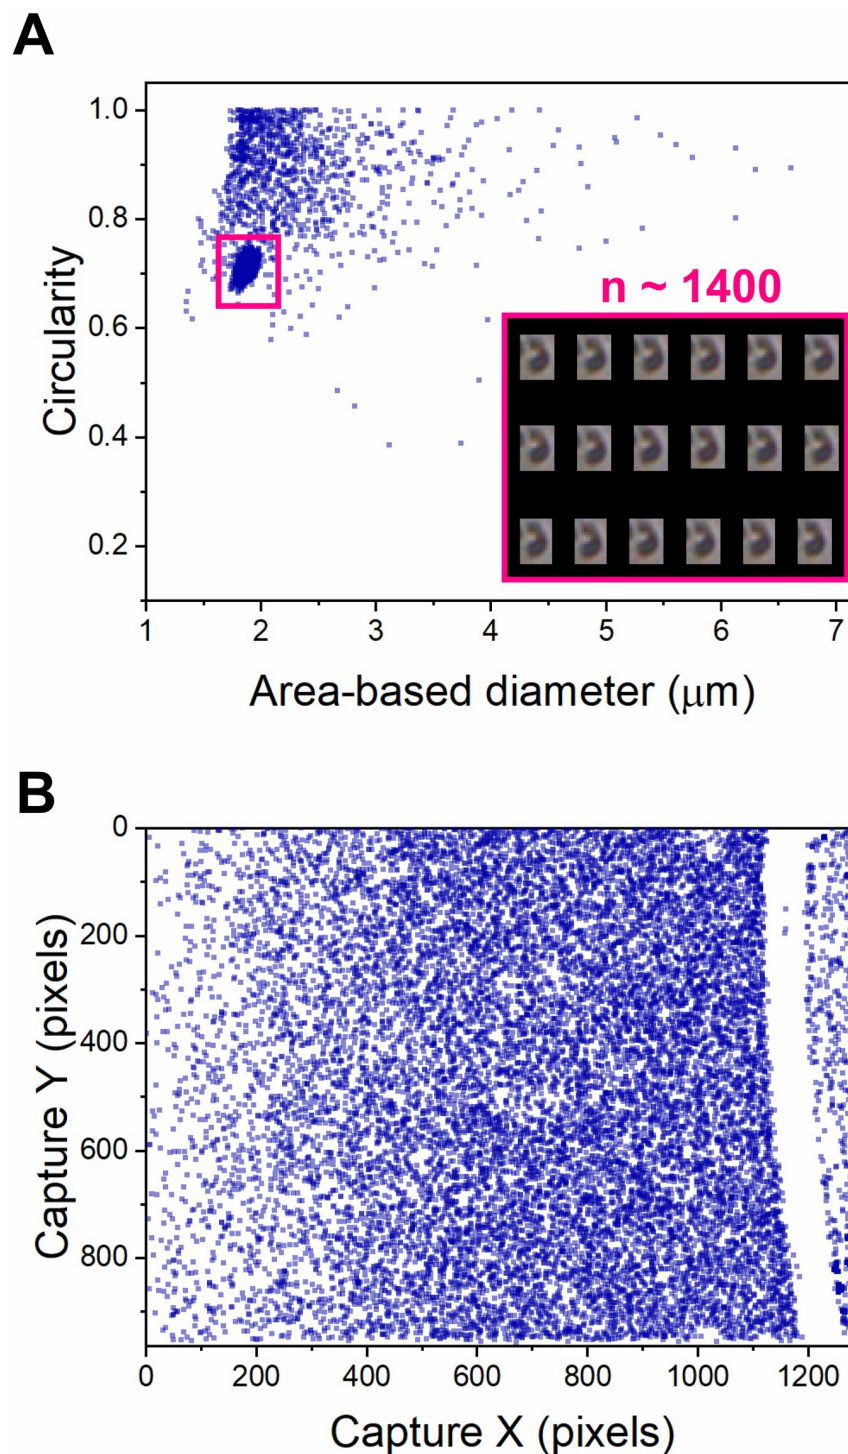 A
1.0
0.8
0.6
0.4
0.2
Circularity
n ~ 1400
1 2 3 4 5 6 7
Area-based diameter (μm)
B
0
200
400
600
800
Capture Y (pixels)
0 200 400 600 800 1000 1200
Capture X (pixels)